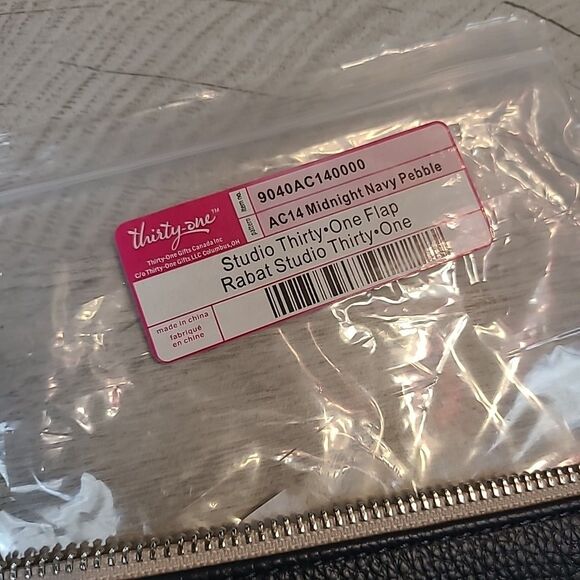 thirty-one™
Thirty-One Gifts Canada Inc
C/o Thirty-One Gifts, LLC Columbus, OH
item no. 9040AC140000
pattern AC14 Midnight Navy Pebble
Studio Thirty•One Flap
Rabat Studio Thirty•One
made in china
fabriqué
en chine